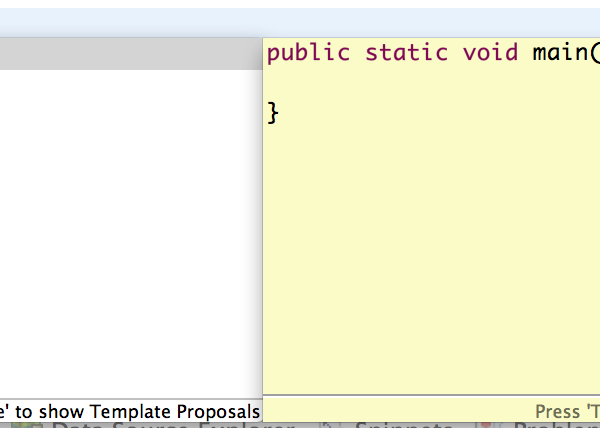 public static void main(
}
e' to show Template Proposals
Press 'T
Data Source Explorer
Snippets
Problem